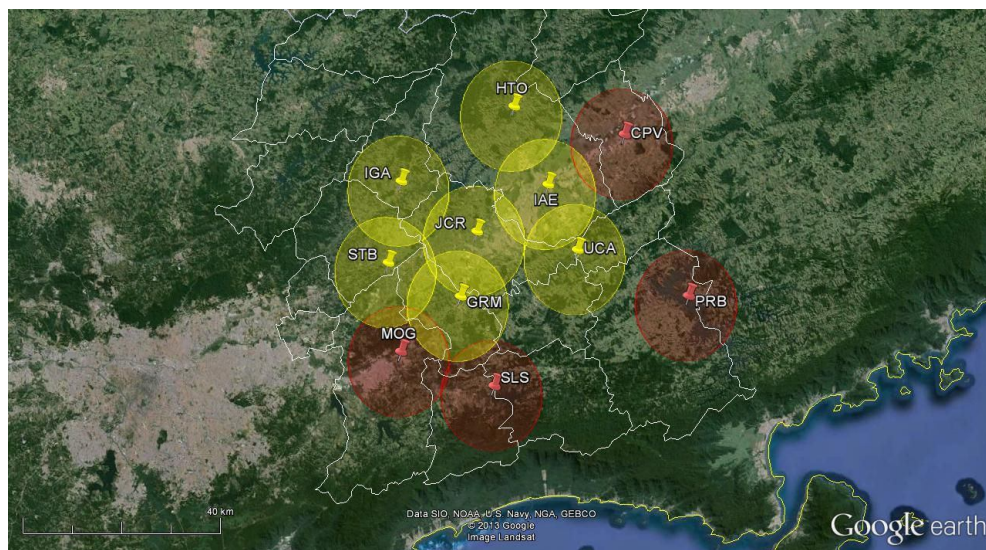 HTO
CPV
IGA
IAE
JCR
UCA
STB
GRM
PRB
MOG
SLS
40 km
Data SIO, NOAA, U.S. Navy, NGA, GEBCO
© 2013 Google
Image Landsat
Google earth